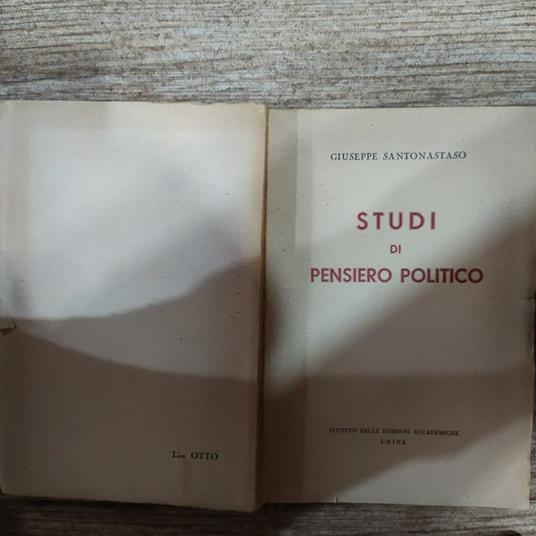 Lire OTTO
GIUSEPPE SANTONASTASO
STUDI
DI
PENSIERO POLITICO
ISTITUTO DELLE EDIZIONI ACCADEMICHE
UDINE